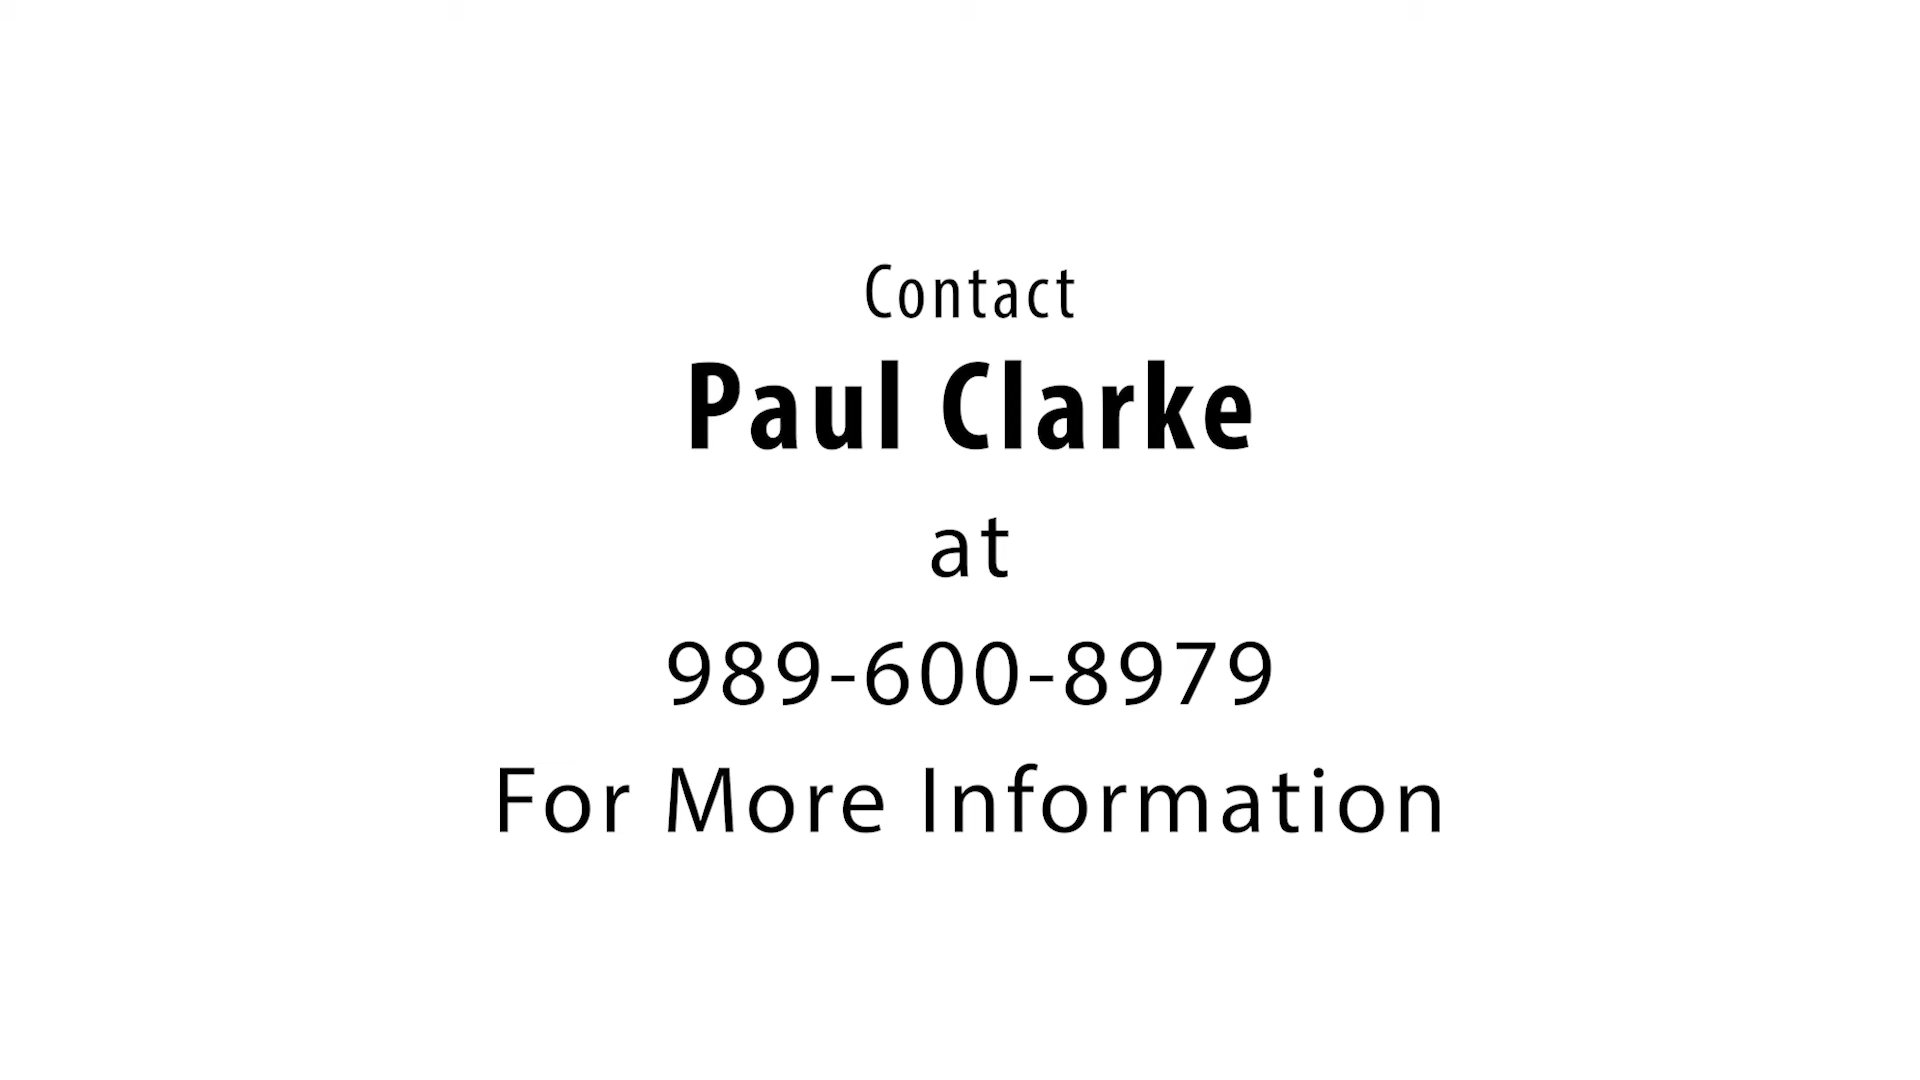 Contact
Paul Clarke
at
989-600-8979
For More Information